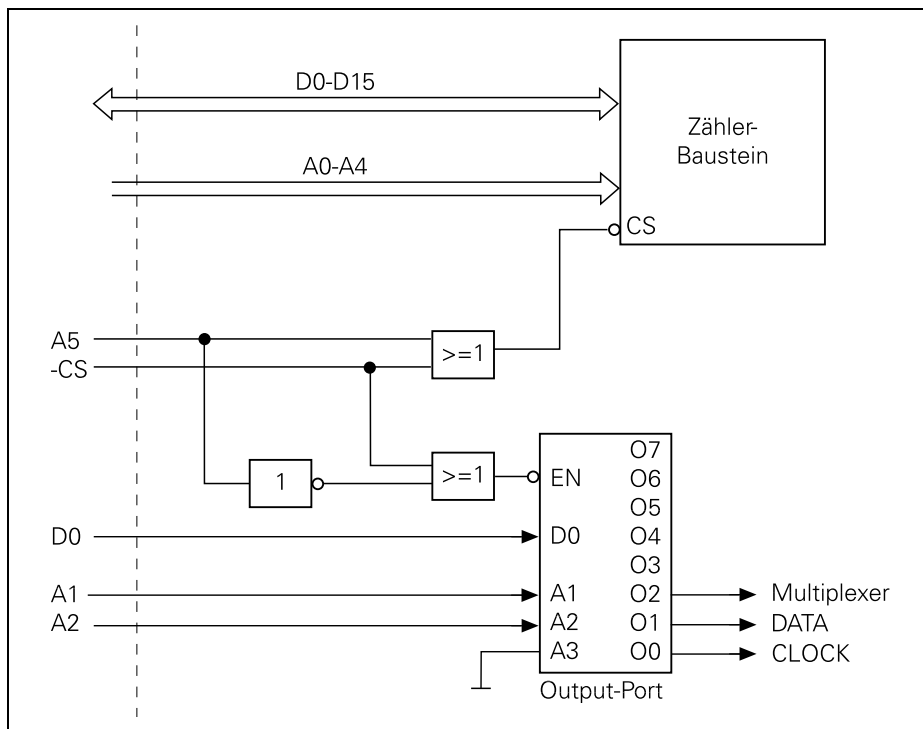 D0-D15
Zähler-
Baustein
A0-A4
CS
A5
-CS
>=1
>=1
1
EN
D0
D0
A1
A1
A2
A2
A3
O7
O6
O5
O4
O3
O2
O1
O0
Multiplexer
DATA
CLOCK
Output-Port